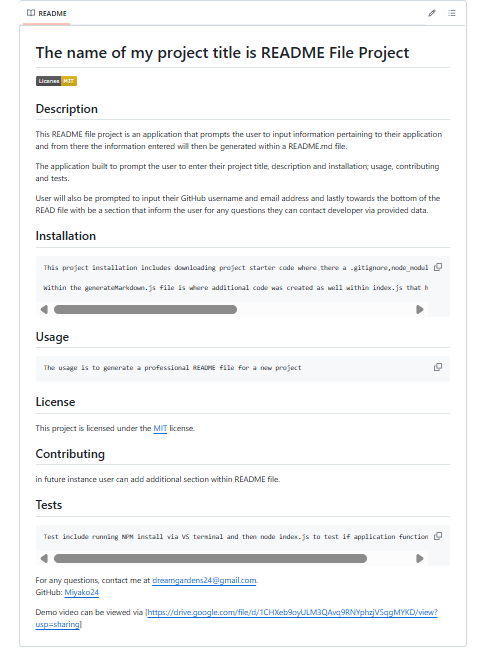 README
The name of my project title is README File Project
License MIT
Description
This README file project is an application that prompts the user to input information pertaining to their application
and from there the information entered will then be generated within a README.md file.
The application built to prompt the user to enter their project title, description and installation; usage, contributing
and tests.
User will also be prompted to input their GitHub username and email address and lastly towards the bottom of the
READ file with be a section that inform the user for any questions they can contact developer via provided data.
Installation
This project installation includes downloading project starter code where there a .gitignore,node_modul
Within the generateMarkdown.js file is where additional code was created as well within index.js that h
Usage
The usage is to generate a professional README file for a new project
License
This project is licensed under the MIT license.
Contributing
in future instance user can add additional section within README file.
Tests
Test include running NPM install via VS terminal and then node index.js to test if application function
For any questions, contact me at dreamgardens24@gmail.com.
GitHub: Miyako24
Demo video can be viewed via [https://drive.google.com/file/d/1CHXeb9oyULM3QAvq9RNYphzjVSqgMYKD/view?
usp=sharing]